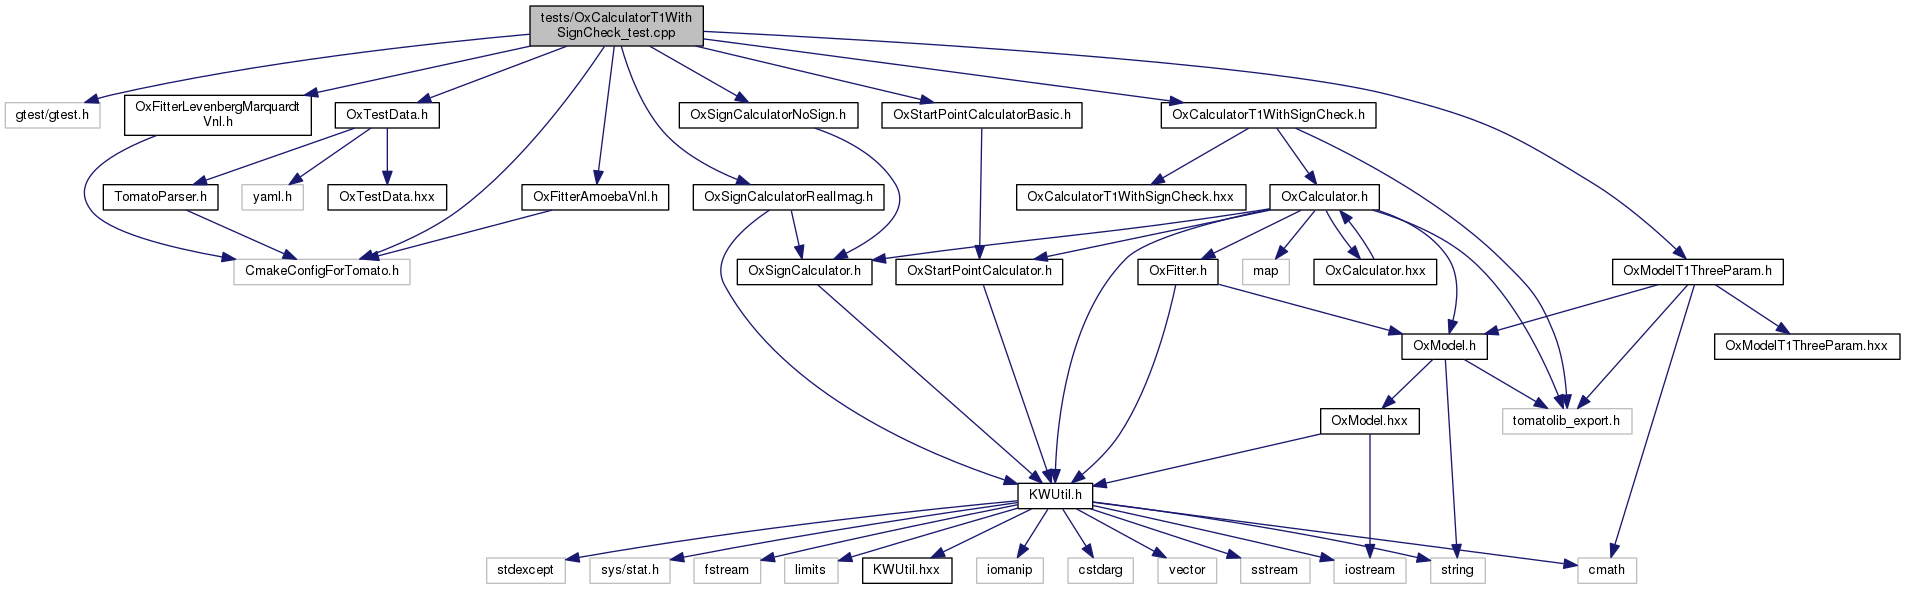 tests/OxCalculatorT1With
SignCheck_test.cpp
gtest/gtest.h
OxFitterLevenbergMarquardt
Vnl.h
OxTestData.h
OxSignCalculatorNoSign.h
OxStartPointCalculatorBasic.h
OxCalculatorT1WithSignCheck.h
TomatoParser.h
yaml.h
OxTestData.hxx
OxFitterAmoebaVnl.h
OxSignCalculatorRealImag.h
OxCalculatorT1WithSignCheck.hxx
OxCalculator.h
CmakeConfigForTomato.h
OxSignCalculator.h
OxStartPointCalculator.h
OxFitter.h
map
OxCalculator.hxx
OxModelT1ThreeParam.h
OxModel.h
OxModelT1ThreeParam.hxx
OxModel.hxx
tomatolib_export.h
KWUtil.h
stdexcept
sys/stat.h
fstream
limits
KWUtil.hxx
iomanip
cstdarg
vector
sstream
iostream
string
cmath